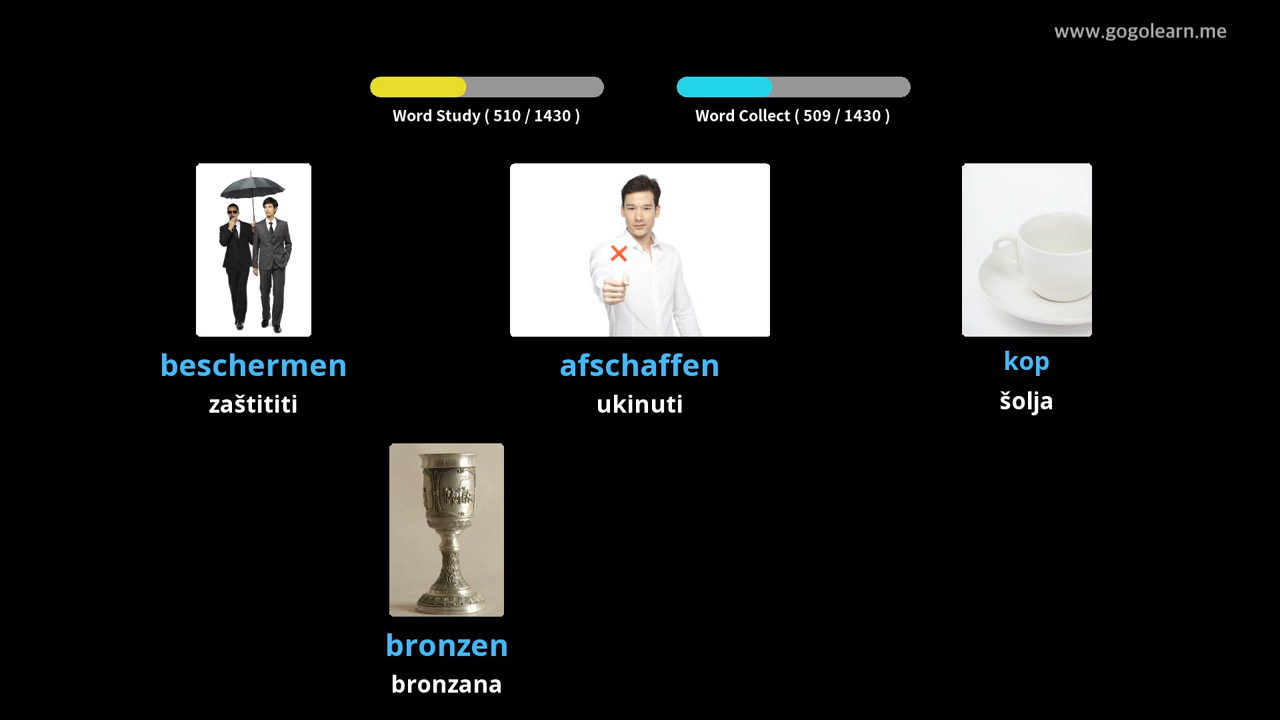 www.gogolearn.me
Word Study ( 510 / 1430 )
Word Collect ( 509 / 1430 )
beschermen
zaštititi
afschaffen
ukinuti
kop
šolja
bronzen
bronzana